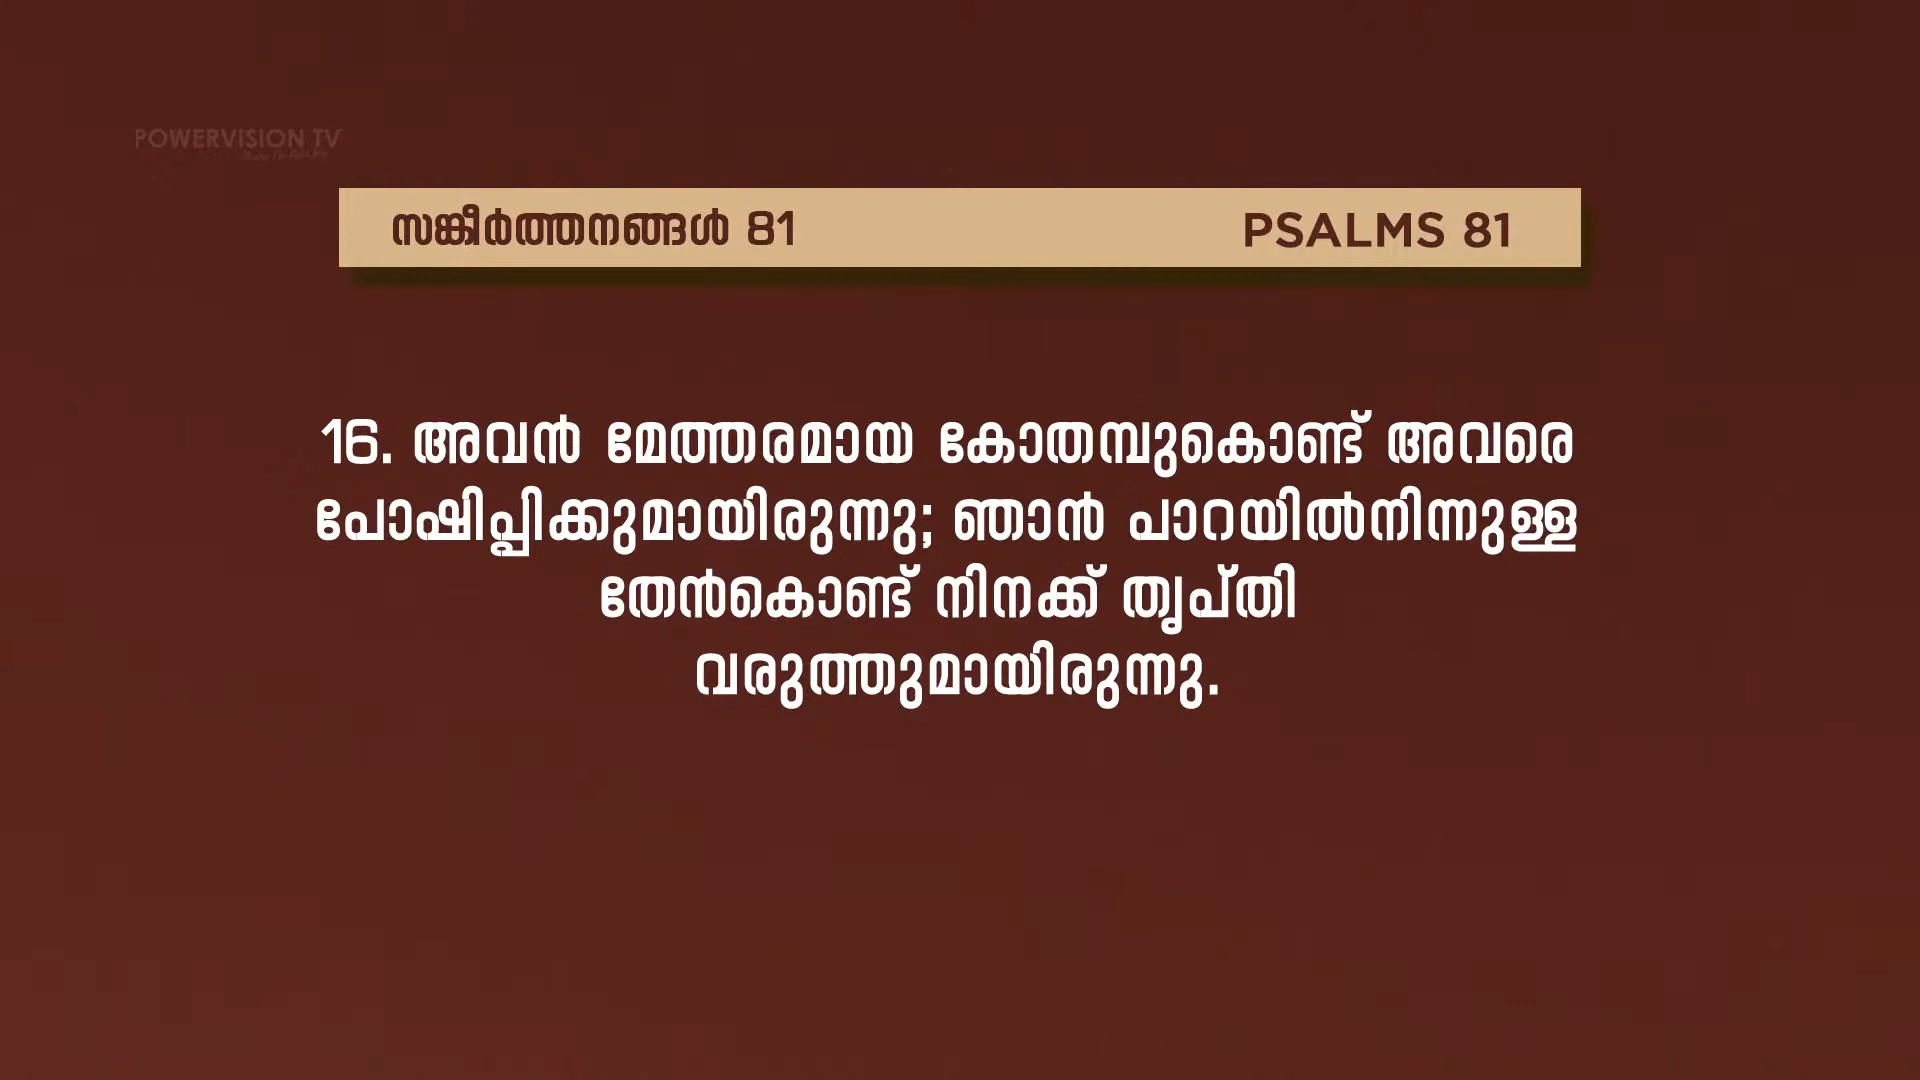 POWERVISION TV
സങ്കീർത്തനങ്ങൾ 81
PSALMS 81
16. അവൻ മേത്തരമായ കോതമ്പുകൊണ്ട് അവരെ
പോഷിപ്പിക്കുമായിരുന്നു; ഞാൻ പാറയിൽനിന്നുള്ള
തേൻകൊണ്ട് നിനക്ക് തൃപ്തി
വരുത്തുമായിരുന്നു.